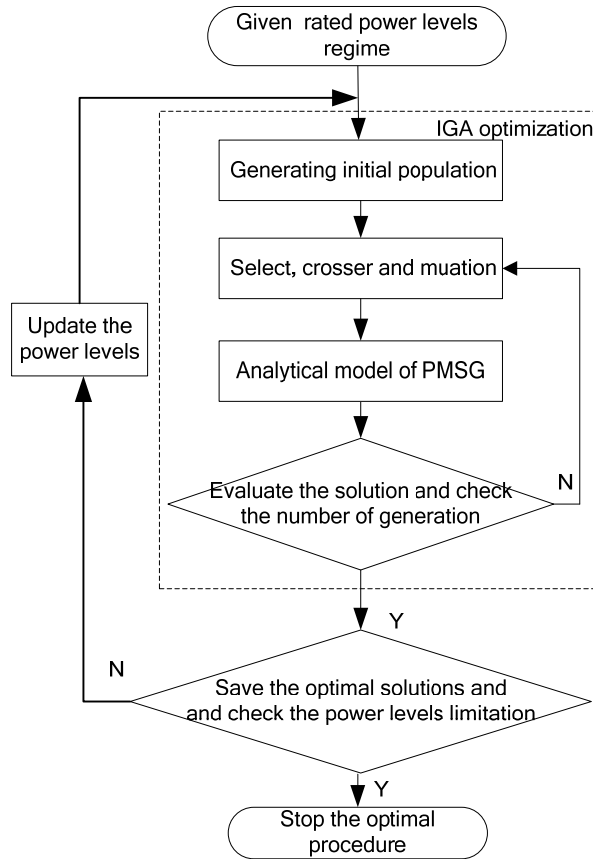 Given rated power levels
regime
IGA optimization
Generating initial population
Select, crosser and muation
Update the
power levels
Analytical model of PMSG
Evaluate the solution and check
the number of generation
N
Y
N
Save the optimal solutions and
and check the power levels limitation
Y
Stop the optimal
procedure